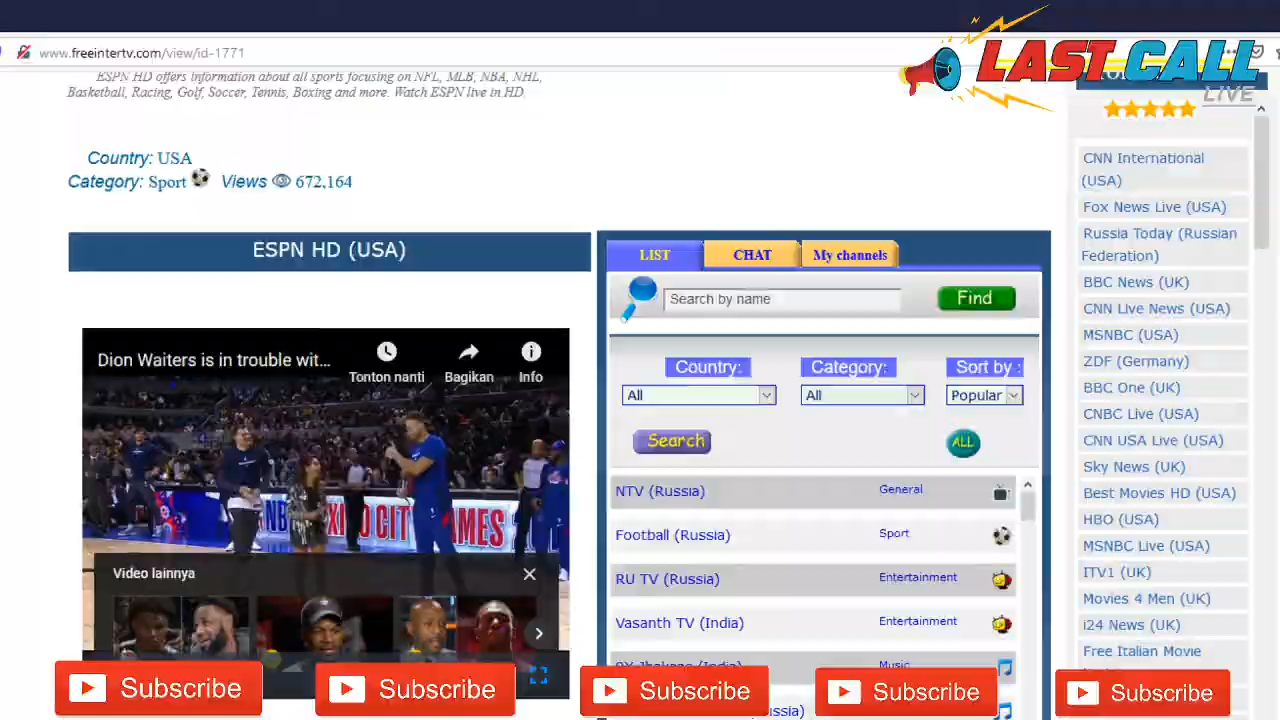 www.freeintertv.com/view/id-1771
LAST CALL
LIVE
ESPN HD offers information about all sports focusing on NFL, MLB, NBA, NHL,
Basketball, Racing, Golf, Soccer, Tennis, Boxing and more. Watch ESPN live in HD.
Country: USA
Category: Sport Views 672,164
ESPN HD (USA)
Dion Waiters is in trouble wit...
Tonton nanti
Bagikan
Info
Video lainnya
LIST
CHAT
My channels
Search by name
Find
Country:
Category:
Sort by :
All
All
Popular
Search
ALL
NTV (Russia) General
Football (Russia) Sport
RU TV (Russia) Entertainment
Vasanth TV (India) Entertainment
(India) Music
(Russia)
CNN International
(USA)
Fox News Live (USA)
Russia Today (Russian
Federation)
BBC News (UK)
CNN Live News (USA)
MSNBC (USA)
ZDF (Germany)
BBC One (UK)
CNBC Live (USA)
CNN USA Live (USA)
Sky News (UK)
Best Movies HD (USA)
HBO (USA)
MSNBC Live (USA)
ITV1 (UK)
Movies 4 Men (UK)
i24 News (UK)
Free Italian Movie
Subscribe
Subscribe
Subscribe
Subscribe
Subscribe